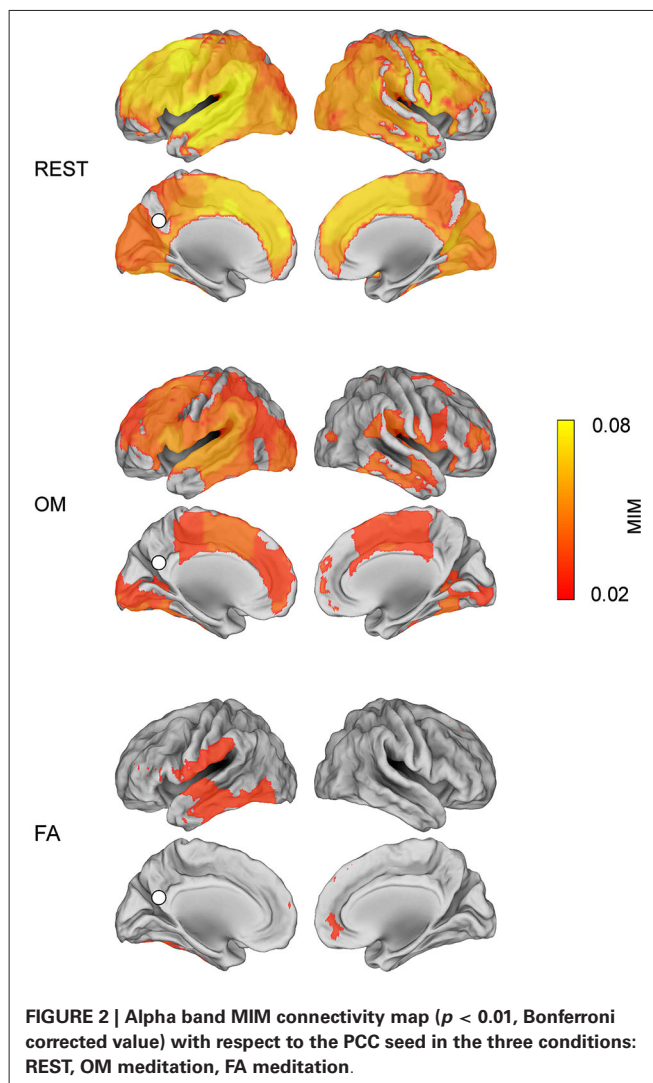 REST
OM
0.08
MIM
0.02
FA
FIGURE 2 | Alpha band MIM connectivity map (p < 0.01, Bonferroni
corrected value) with respect to the PCC seed in the three conditions:
REST, OM meditation, FA meditation.